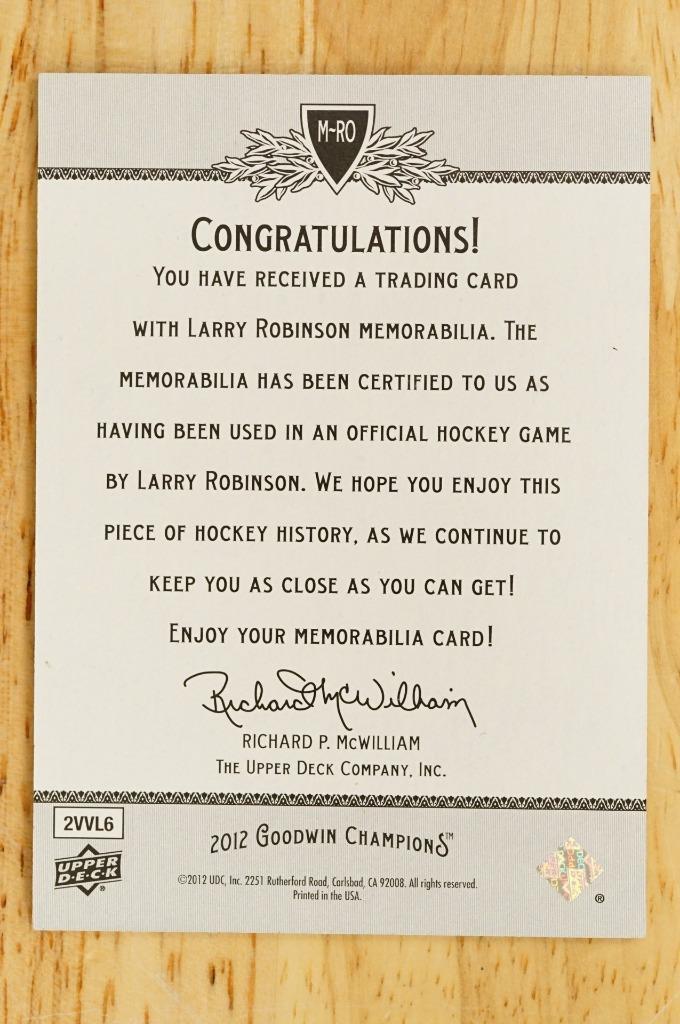 M~RO
CONGRATULATIONS!
YOU HAVE RECEIVED A TRADING CARD
WITH LARRY ROBINSON MEMORABILIA. THE
MEMORABILIA HAS BEEN CERTIFIED TO US AS
HAVING BEEN USED IN AN OFFICIAL HOCKEY GAME
BY LARRY ROBINSON. WE HOPE YOU ENJOY THIS
PIECE OF HOCKEY HISTORY, AS WE CONTINUE TO
KEEP YOU AS CLOSE AS YOU CAN GET!
ENJOY YOUR MEMORABILIA CARD!
Richard McWilliam
RICHARD P. MCWILLIAM
THE UPPER DECK COMPANY, INC.
2VVL6
UPPER
D·E·C·K
®
2012 GOODWIN CHAMPIONS™
©2012 UDC, Inc. 2251 Rutherford Road, Carlsbad, CA 92008. All rights reserved.
Printed in the USA.
®